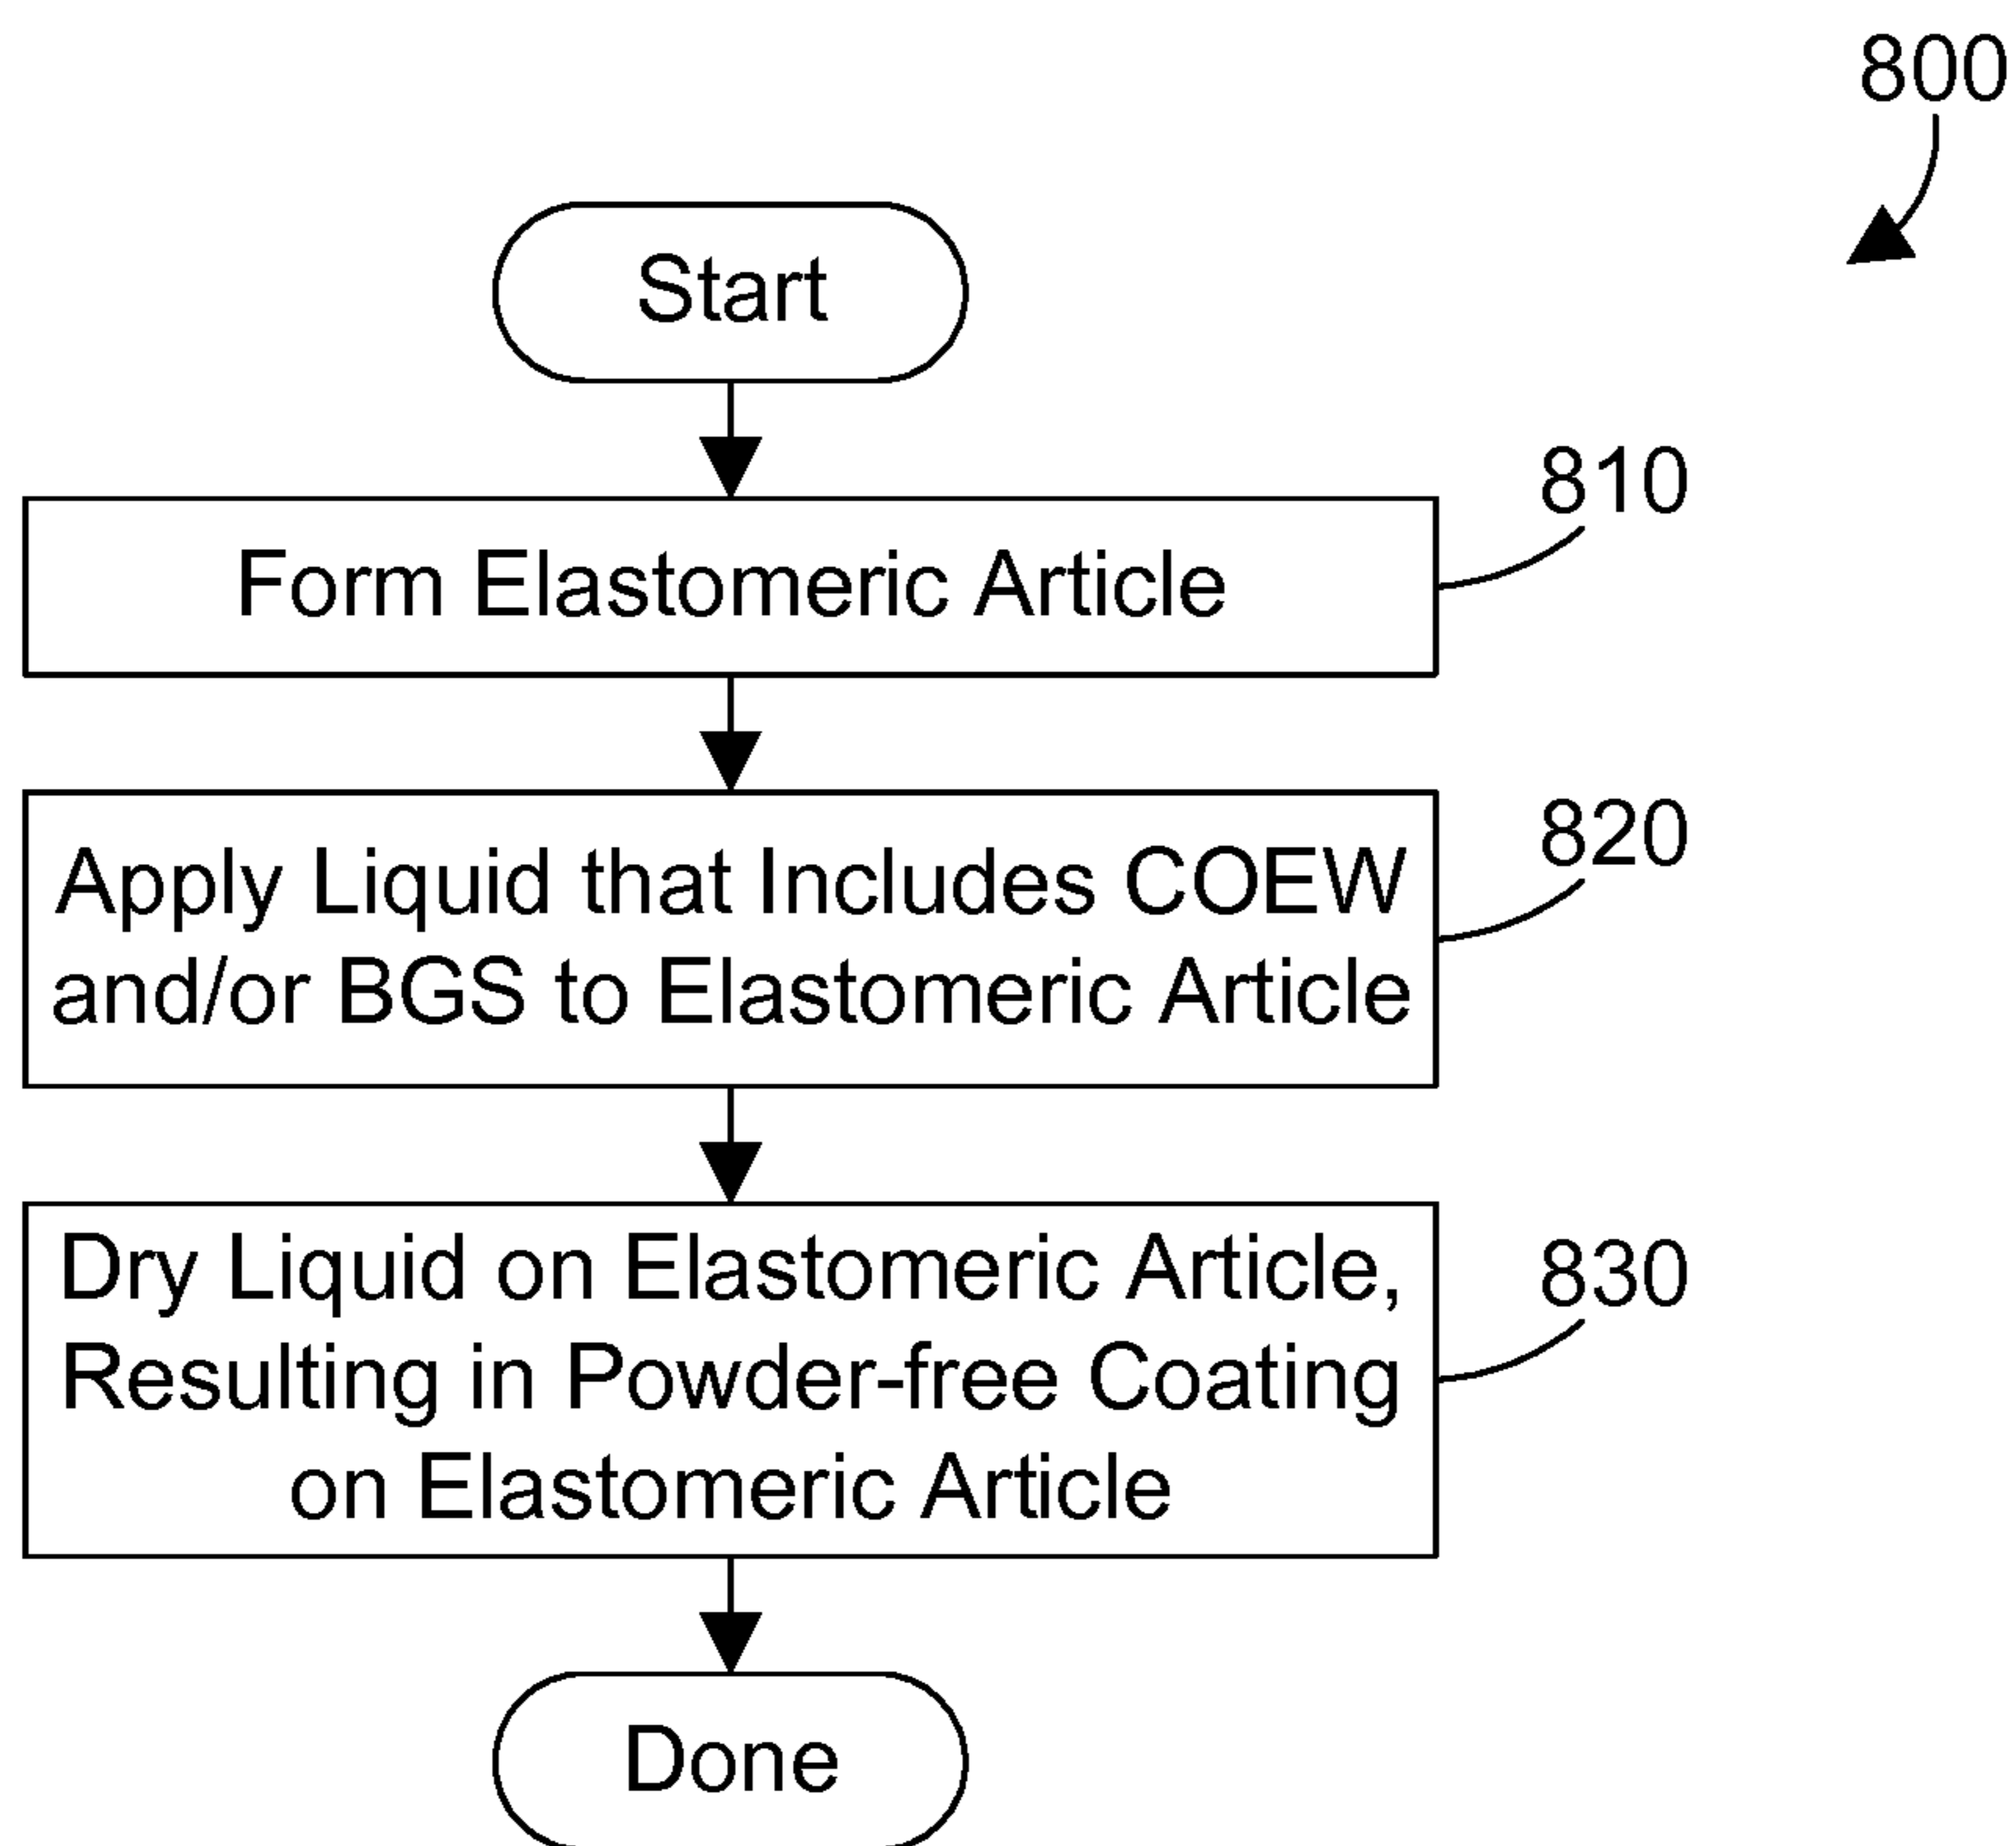 800
Start
810
Form Elastomeric Article
820
Apply Liquid that Includes COEW
and/or BGS to Elastomeric Article
830
Dry Liquid on Elastomeric Article,
Resulting in Powder-free Coating
on Elastomeric Article
Done